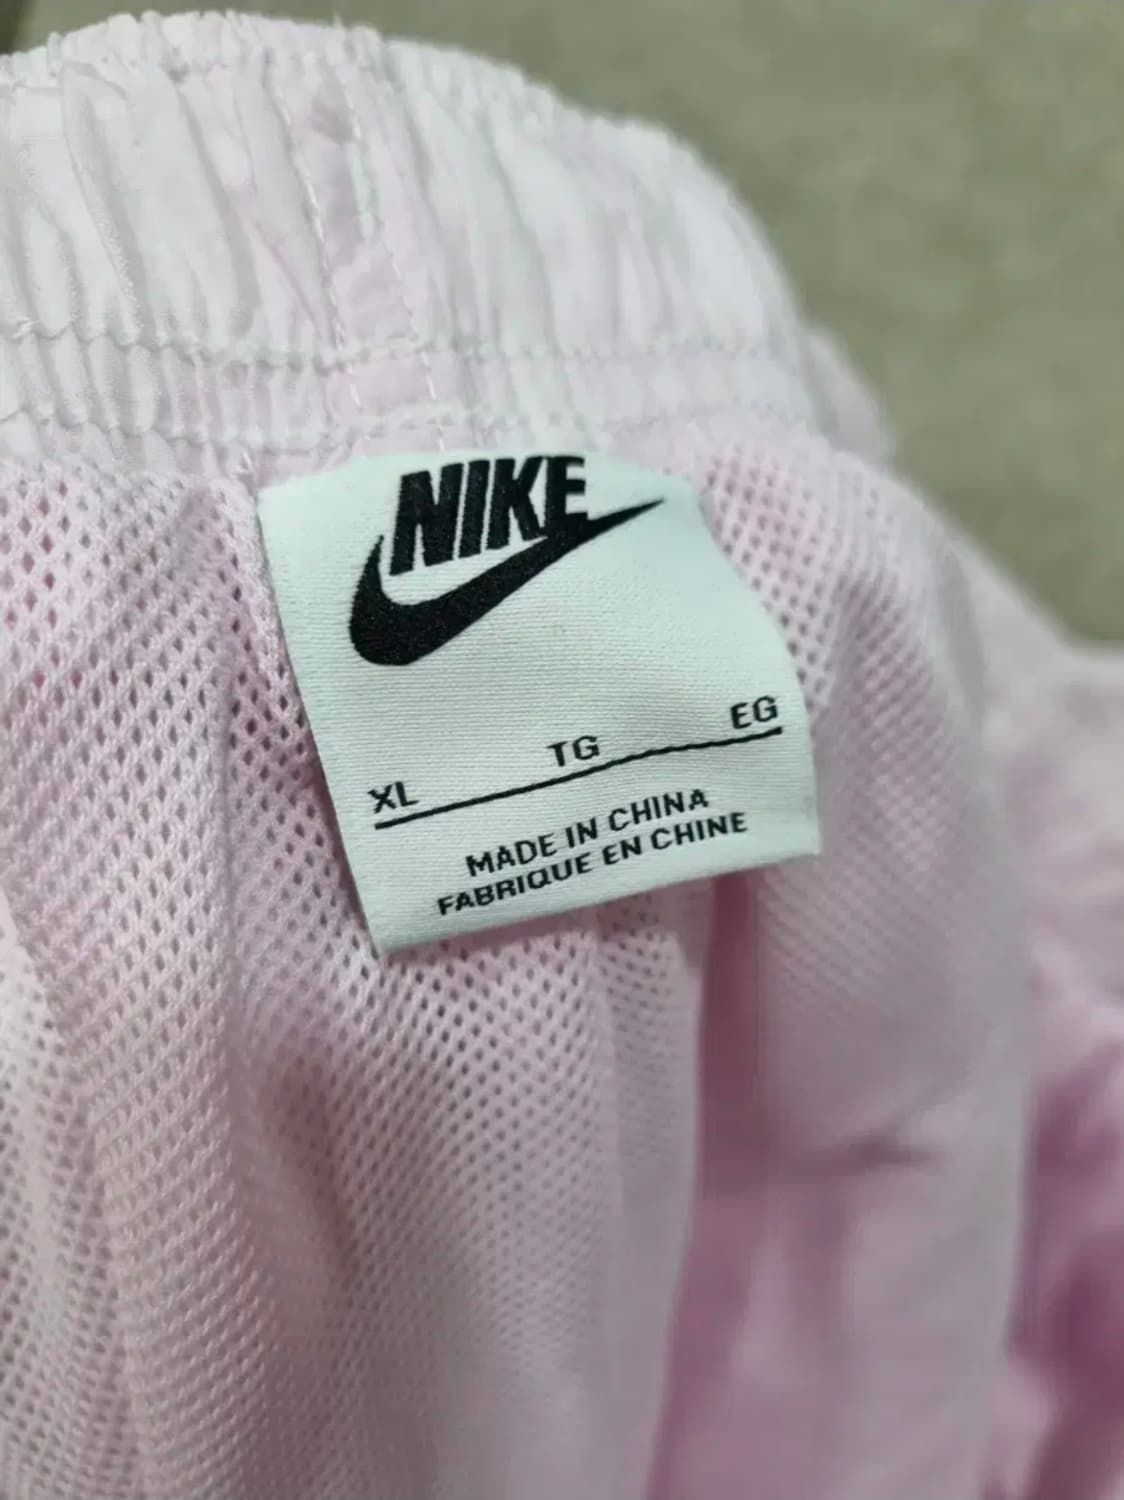 NIKE
XL TG EG
MADE IN CHINA
FABRIQUE EN CHINE